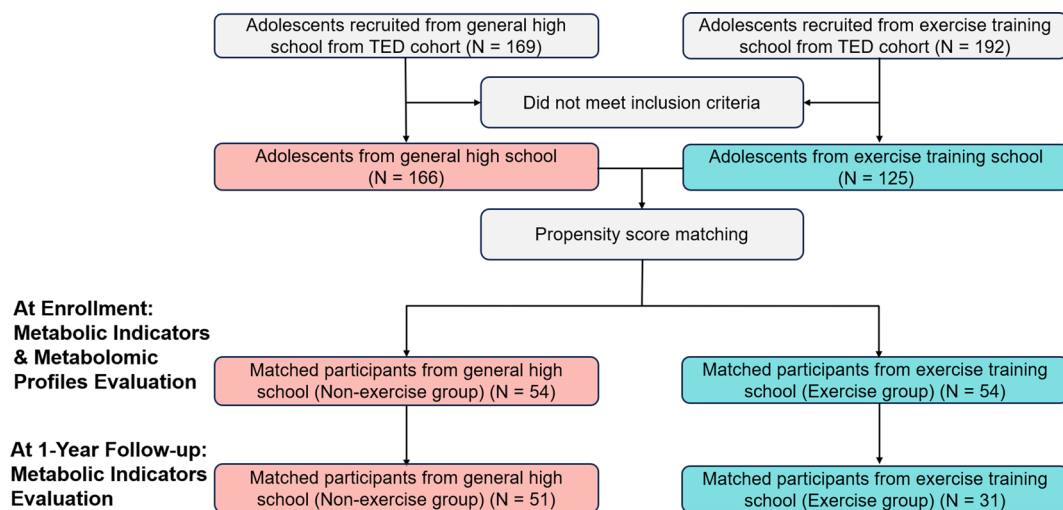 Adolescents recruited from general high
school from TED cohort (N = 169)
Adolescents recruited from exercise training
school from TED cohort (N = 192)
Did not meet inclusion criteria
Adolescents from general high school
(N = 166)
Adolescents from exercise training school
(N = 125)
Propensity score matching
At Enrollment:
Metabolic Indicators
& Metabolomic
Profiles Evaluation
Matched participants from general high
school (Non-exercise group) (N = 54)
Matched participants from exercise training
school (Exercise group) (N = 54)
At 1-Year Follow-up:
Metabolic Indicators
Evaluation
Matched participants from general high
school (Non-exercise group) (N = 51)
Matched participants from exercise training
school (Exercise group) (N = 31)